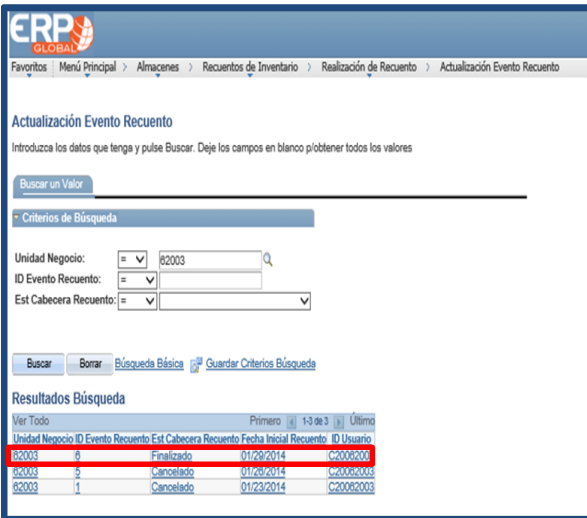 ERP
GLOBAL
Favoritos Menú Principal > Almacenes > Recuentos de Inventario > Realización de Recuento > Actualización Evento Recuento
Actualización Evento Recuento
Introduzca los datos que tenga y pulse Buscar. Deje los campos en blanco p/obtener todos los valores
Buscar un Valor
Criterios de Búsqueda
Unidad Negocio: = 62003
ID Evento Recuento: =
Est Cabecera Recuento: =
Buscar Borrar Búsqueda Básica Guardar Criterios Búsqueda
Resultados Búsqueda
Ver Todo Primero 1-3 de 3 Último
Unidad Negocio ID Evento Recuento Est Cabecera Recuento Fecha Inicial Recuento ID Usuario
62003 6 Finalizado 01/29/2014 C2006200
62003 5 Cancelado 01/26/2014 C20062003
62003 1 Cancelado 01/23/2014 C20062003